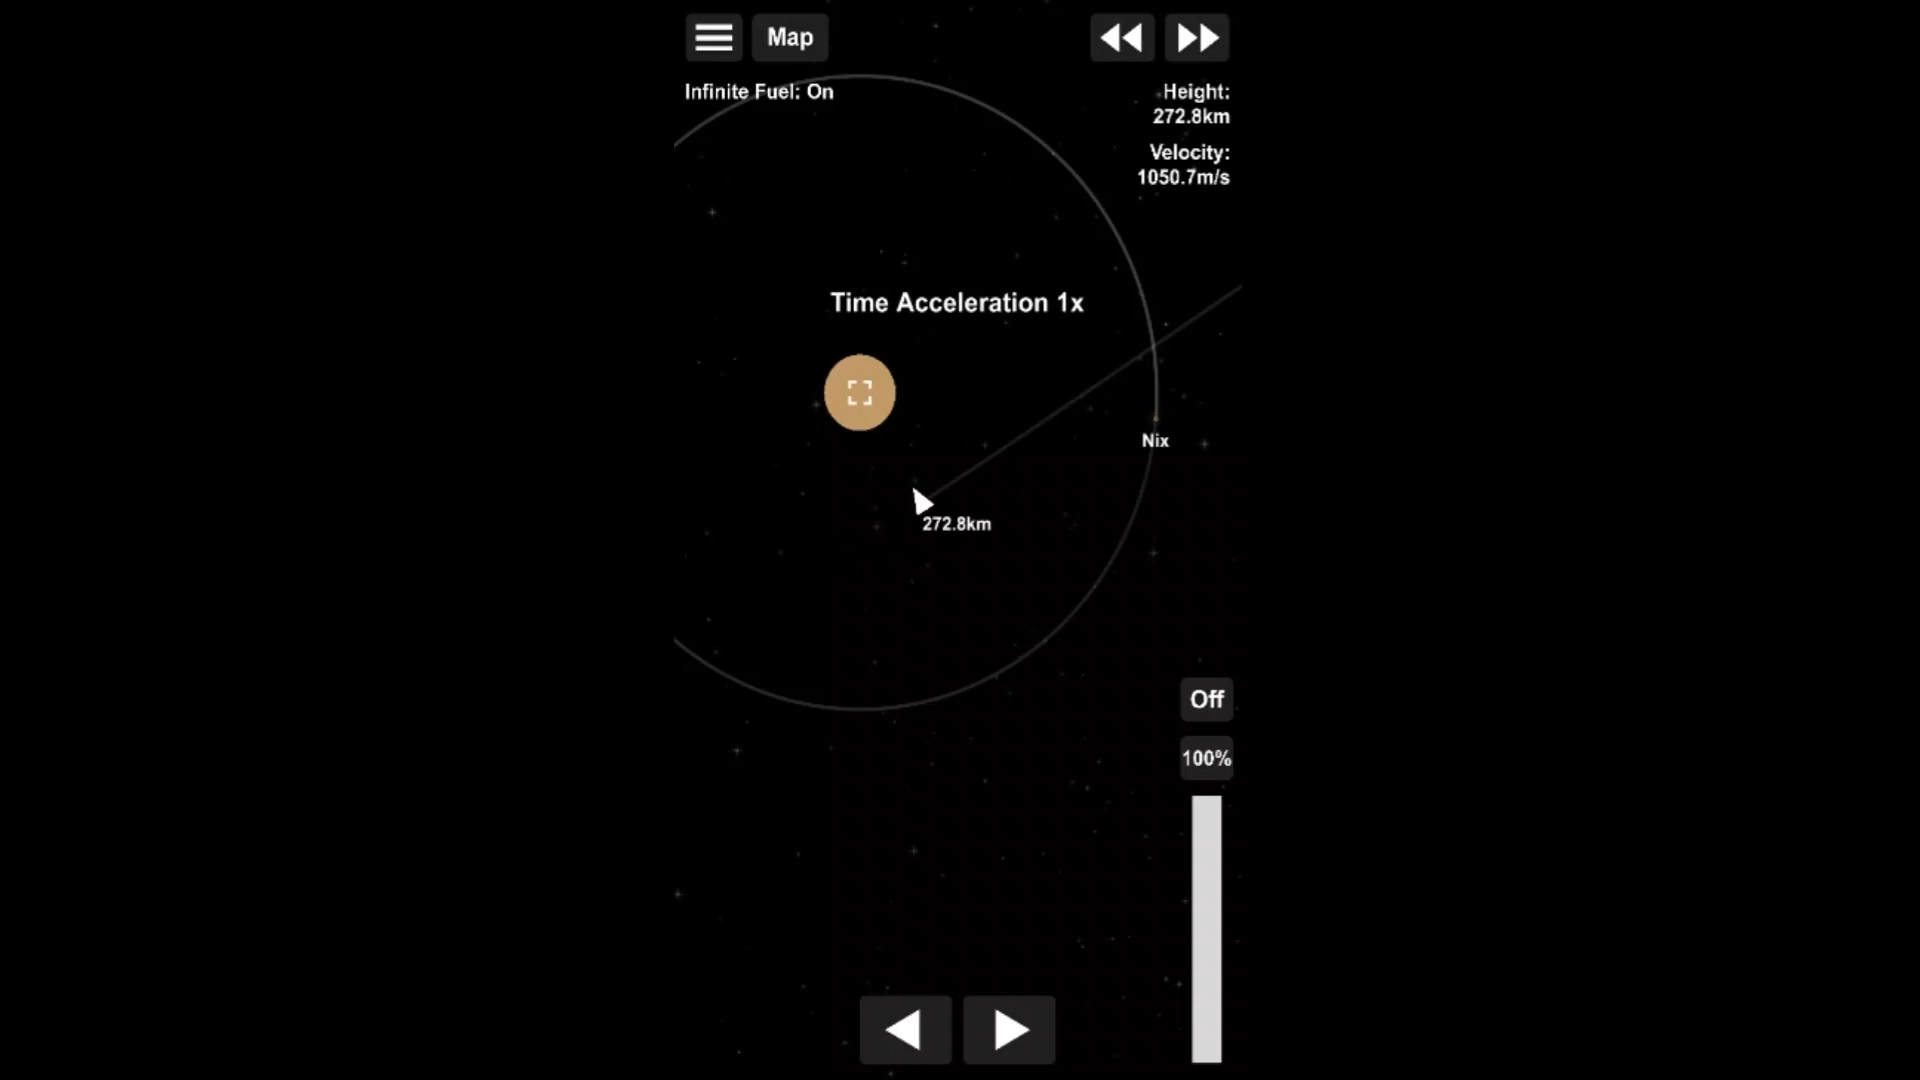 Map
Infinite Fuel: On
Height:
272.8km
Velocity:
1050.7m/s
Time Acceleration 1x
Nix
272.8km
Off
100%